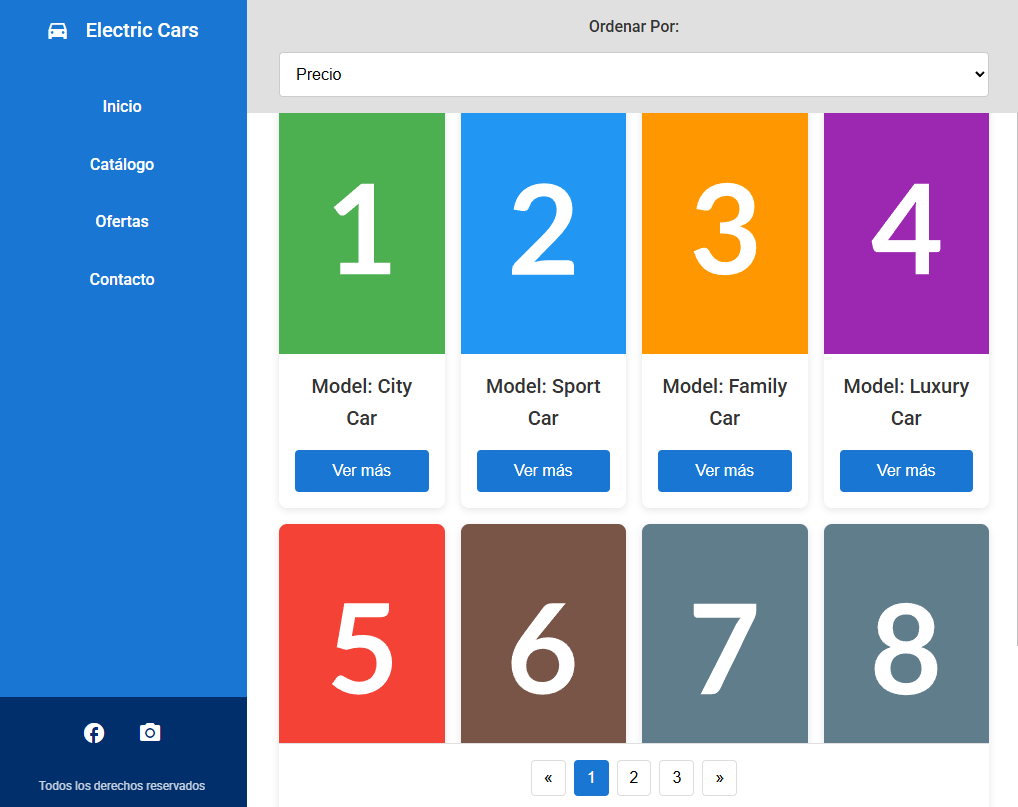 Electric Cars
Inicio
Catálogo
Ofertas
Contacto
Todos los derechos reservados
Ordenar Por:
Precio
1
2
3
4
Model: City
Car
Model: Sport
Car
Model: Family
Car
Model: Luxury
Car
Ver más
Ver más
Ver más
Ver más
5
6
7
8
« 1 2 3 »